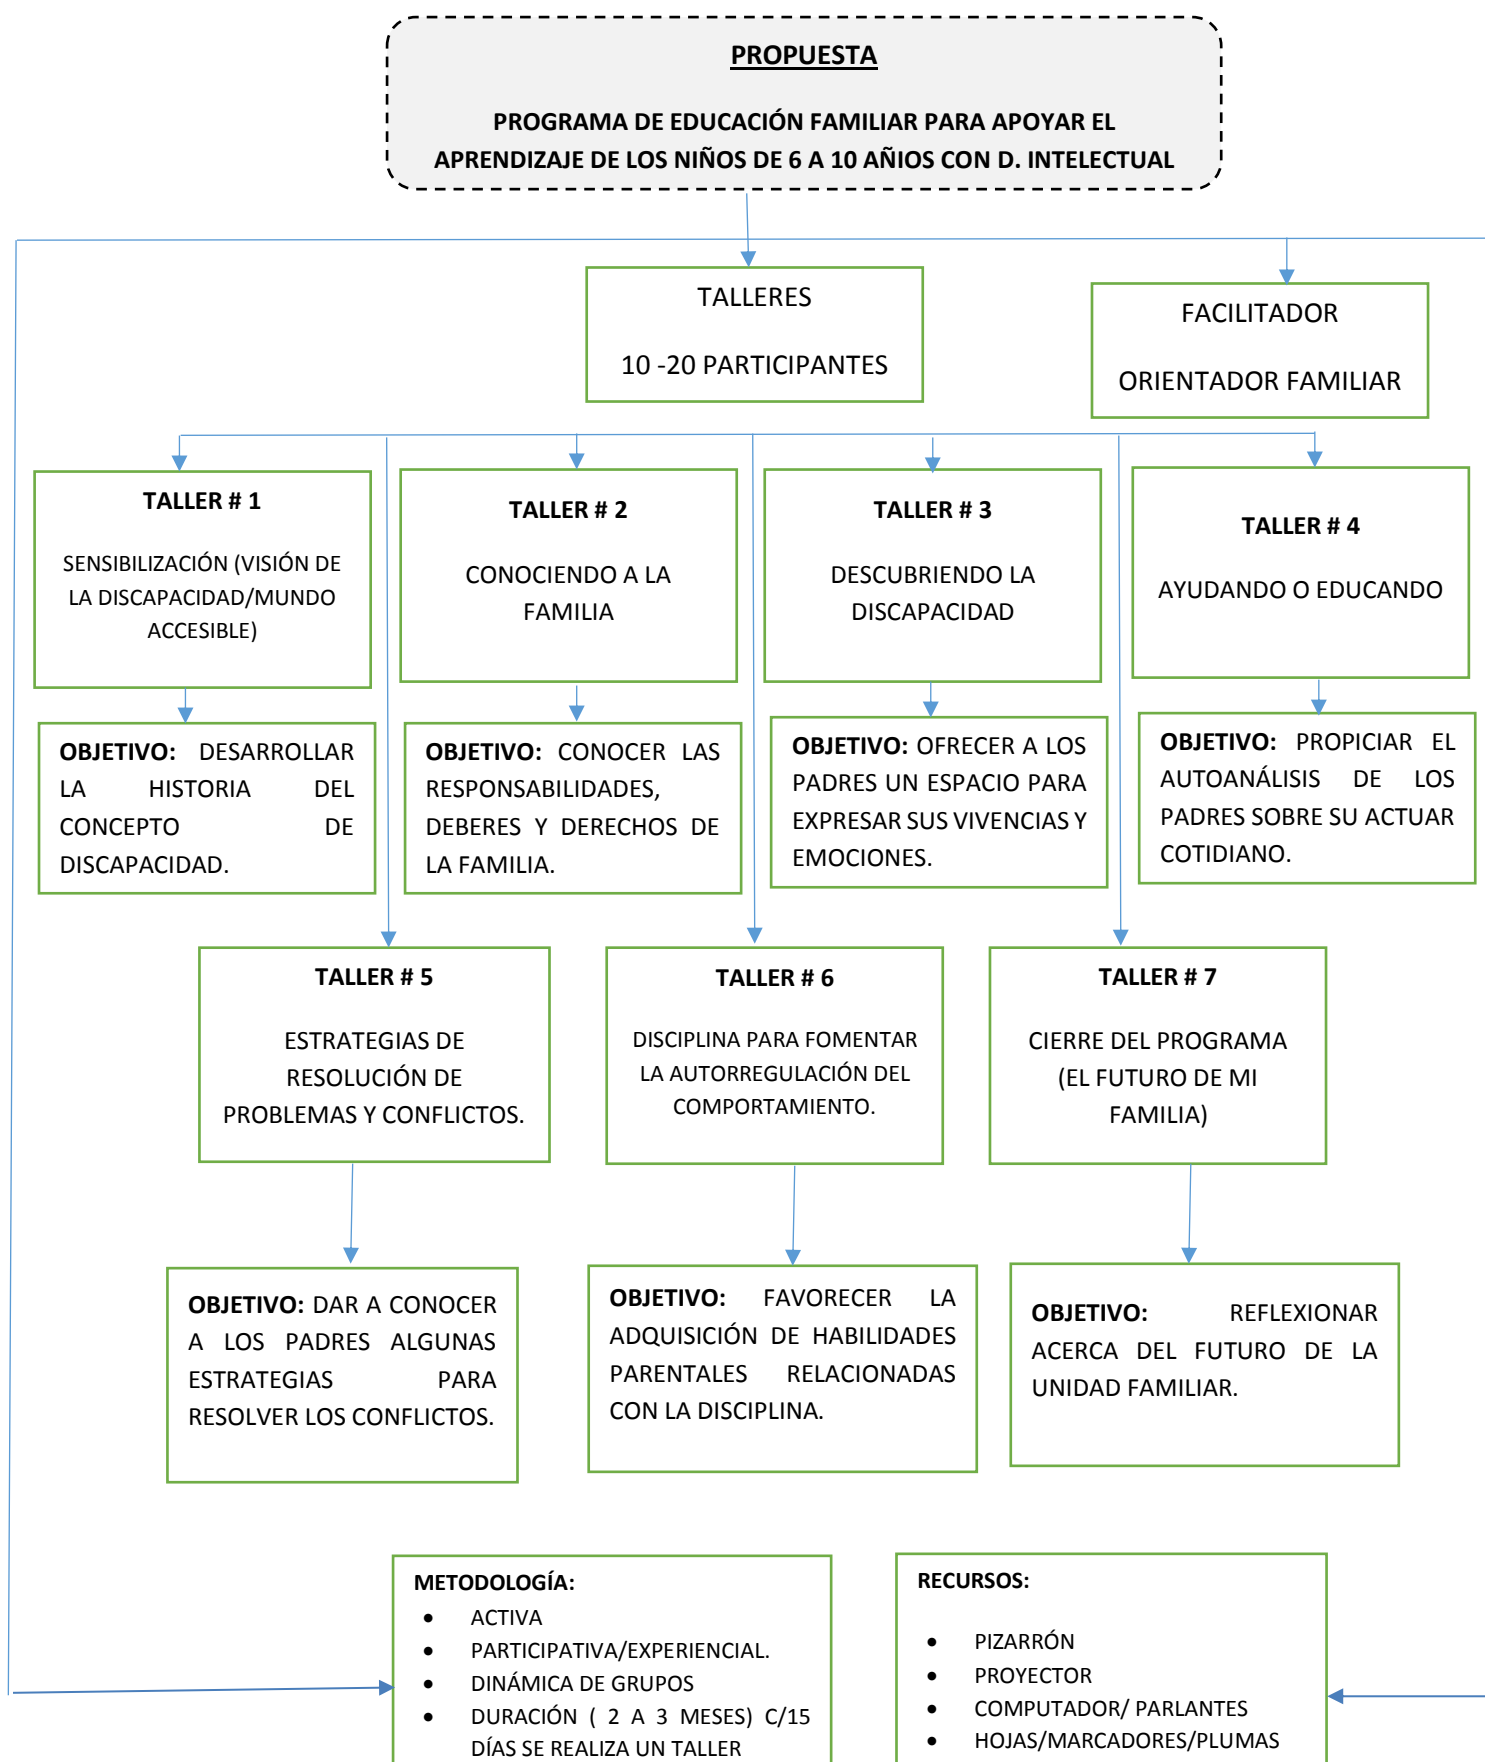 PROPUESTA
PROGRAMA DE EDUCACIÓN FAMILIAR PARA APOYAR EL
APRENDIZAJE DE LOS NIÑOS DE 6 A 10 AÑIOS CON D. INTELECTUAL
TALLERES
10 -20 PARTICIPANTES
FACILITADOR
ORIENTADOR FAMILIAR
TALLER # 1
SENSIBILIZACIÓN (VISIÓN DE
LA DISCAPACIDAD/MUNDO
ACCESIBLE)
TALLER # 2
CONOCIENDO A LA
FAMILIA
TALLER # 3
DESCUBRIENDO LA
DISCAPACIDAD
TALLER # 4
AYUDANDO O EDUCANDO
OBJETIVO: DESARROLLAR
LA HISTORIA DEL
CONCEPTO DE
DISCAPACIDAD.
OBJETIVO: CONOCER LAS
RESPONSABILIDADES,
DEBERES Y DERECHOS DE
LA FAMILIA.
OBJETIVO: OFRECER A LOS
PADRES UN ESPACIO PARA
EXPRESAR SUS VIVENCIAS Y
EMOCIONES.
OBJETIVO: PROPICIAR EL
AUTOANÁLISIS DE LOS
PADRES SOBRE SU ACTUAR
COTIDIANO.
TALLER # 5
ESTRATEGIAS DE
RESOLUCIÓN DE
PROBLEMAS Y CONFLICTOS.
TALLER # 6
DISCIPLINA PARA FOMENTAR
LA AUTORREGULACIÓN DEL
COMPORTAMIENTO.
TALLER # 7
CIERRE DEL PROGRAMA
(EL FUTURO DE MI
FAMILIA)
OBJETIVO: DAR A CONOCER
A LOS PADRES ALGUNAS
ESTRATEGIAS PARA
RESOLVER LOS CONFLICTOS.
OBJETIVO: FAVORECER LA
ADQUISICIÓN DE HABILIDADES
PARENTALES RELACIONADAS
CON LA DISCIPLINA.
OBJETIVO: REFLEXIONAR
ACERCA DEL FUTURO DE LA
UNIDAD FAMILIAR.
METODOLOGÍA:
• ACTIVA
• PARTICIPATIVA/EXPERIENCIAL.
• DINÁMICA DE GRUPOS
• DURACIÓN ( 2 A 3 MESES) C/15
DÍAS SE REALIZA UN TALLER
RECURSOS:
• PIZARRÓN
• PROYECTOR
• COMPUTADOR/ PARLANTES
• HOJAS/MARCADORES/PLUMAS